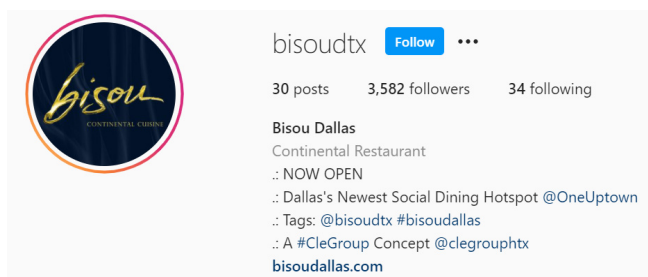 bisou
CONTINENTAL CUISINE
bisoudtx Follow •••
30 posts 3,582 followers 34 following
Bisou Dallas
Continental Restaurant
.: NOW OPEN
.: Dallas's Newest Social Dining Hotspot @OneUptown
.: Tags: @bisoudtx #bisoudallas
.: A #CleGroup Concept @clegrouphtx
bisoudallas.com